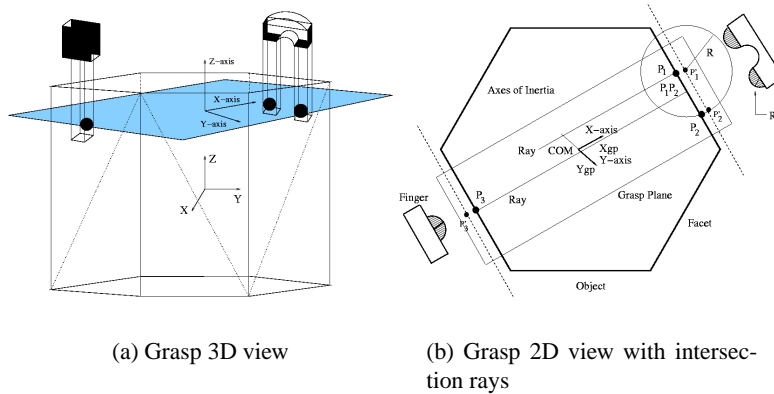 Z-axis
X-axis
Y-axis
Z
X
Y
(a) Grasp 3D view
R
P1
P'1
P1P2
Axes of Inertia
X-axis
P'2
P2
Ray
COM
Xgp
Y-axis
Ygp
R
Finger
P3
Ray
Grasp Plane
P'3
Facet
Object
(b) Grasp 2D view with intersec-
tion rays